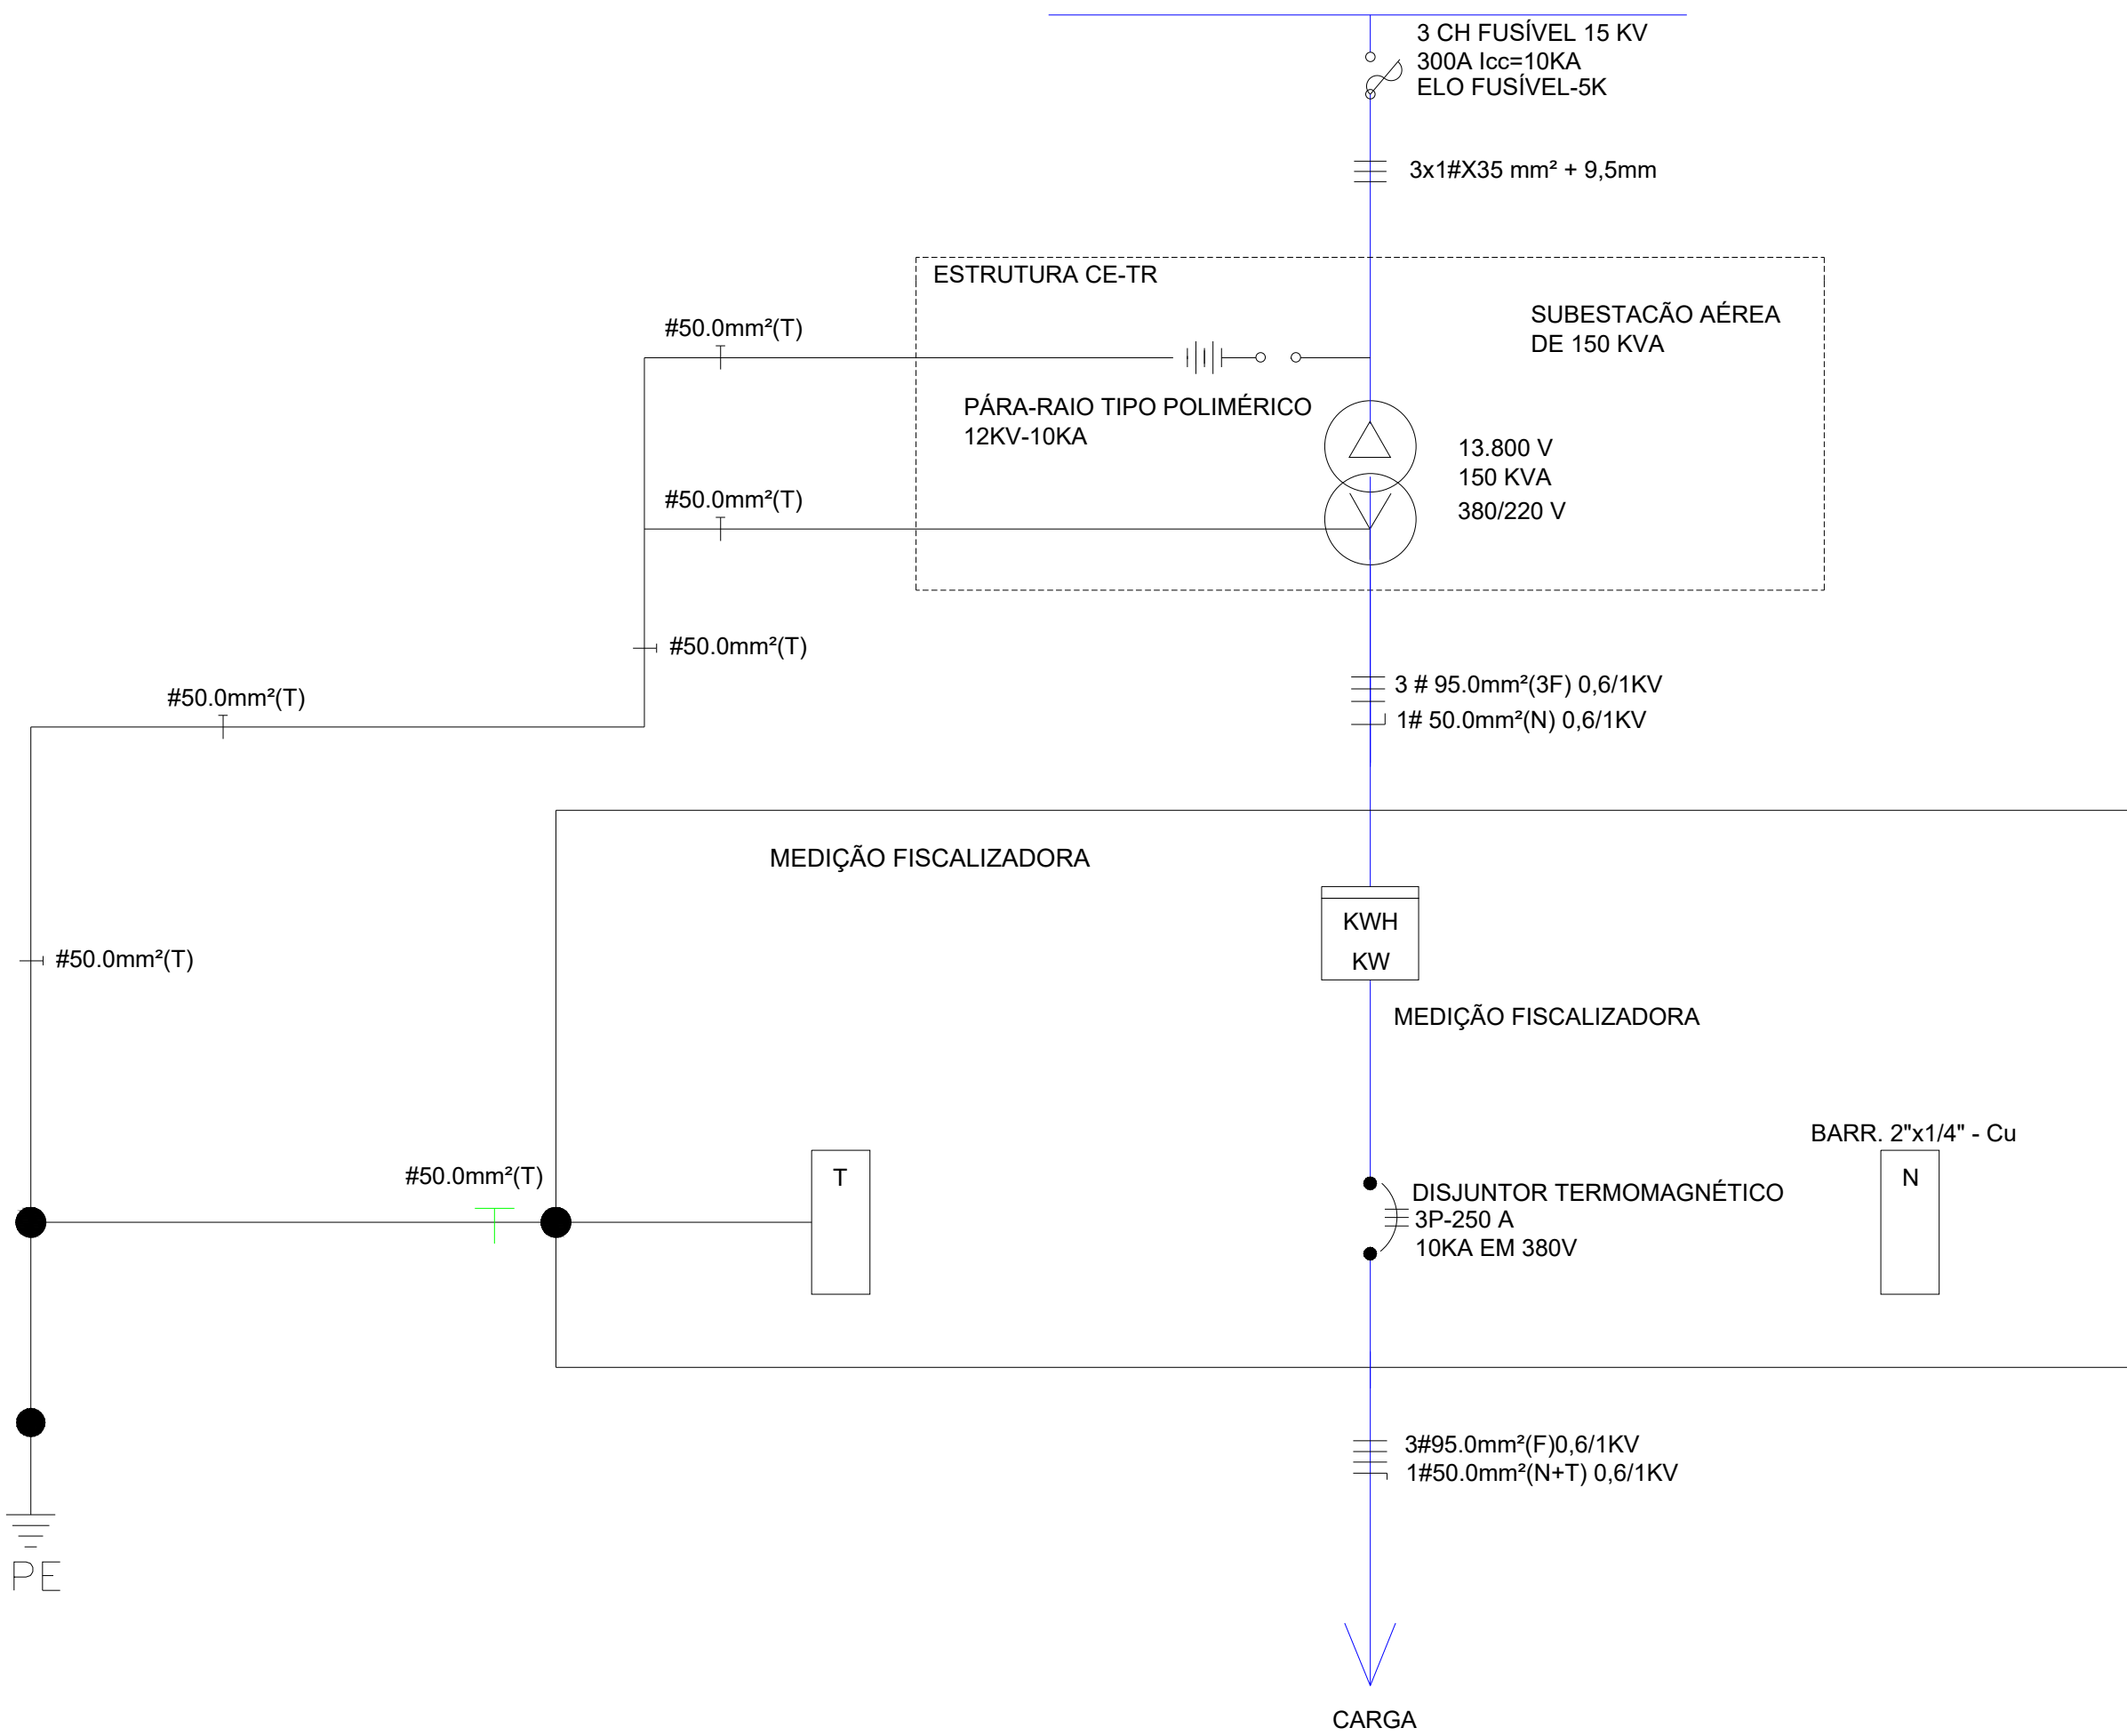 3 CH FUSÍVEL 15 KV
300A Icc=10KA
ELO FUSÍVEL-5K
3x1#X35 mm² + 9,5mm
ESTRUTURA CE-TR
SUBESTACÃO AÉREA
DE 150 KVA
#50.0mm²(T)
PÁRA-RAIO TIPO POLIMÉRICO
12KV-10KA
13.800 V
150 KVA
380/220 V
#50.0mm²(T)
#50.0mm²(T)
#50.0mm²(T)
3 # 95.0mm²(3F) 0,6/1KV
1# 50.0mm²(N) 0,6/1KV
MEDIÇÃO FISCALIZADORA
KWH
KW
#50.0mm²(T)
MEDIÇÃO FISCALIZADORA
BARR. 2"x1/4" - Cu
#50.0mm²(T)
T
N
DISJUNTOR TERMOMAGNÉTICO
3P-250 A
10KA EM 380V
3#95.0mm²(F)0,6/1KV
1#50.0mm²(N+T) 0,6/1KV
PE
CARGA